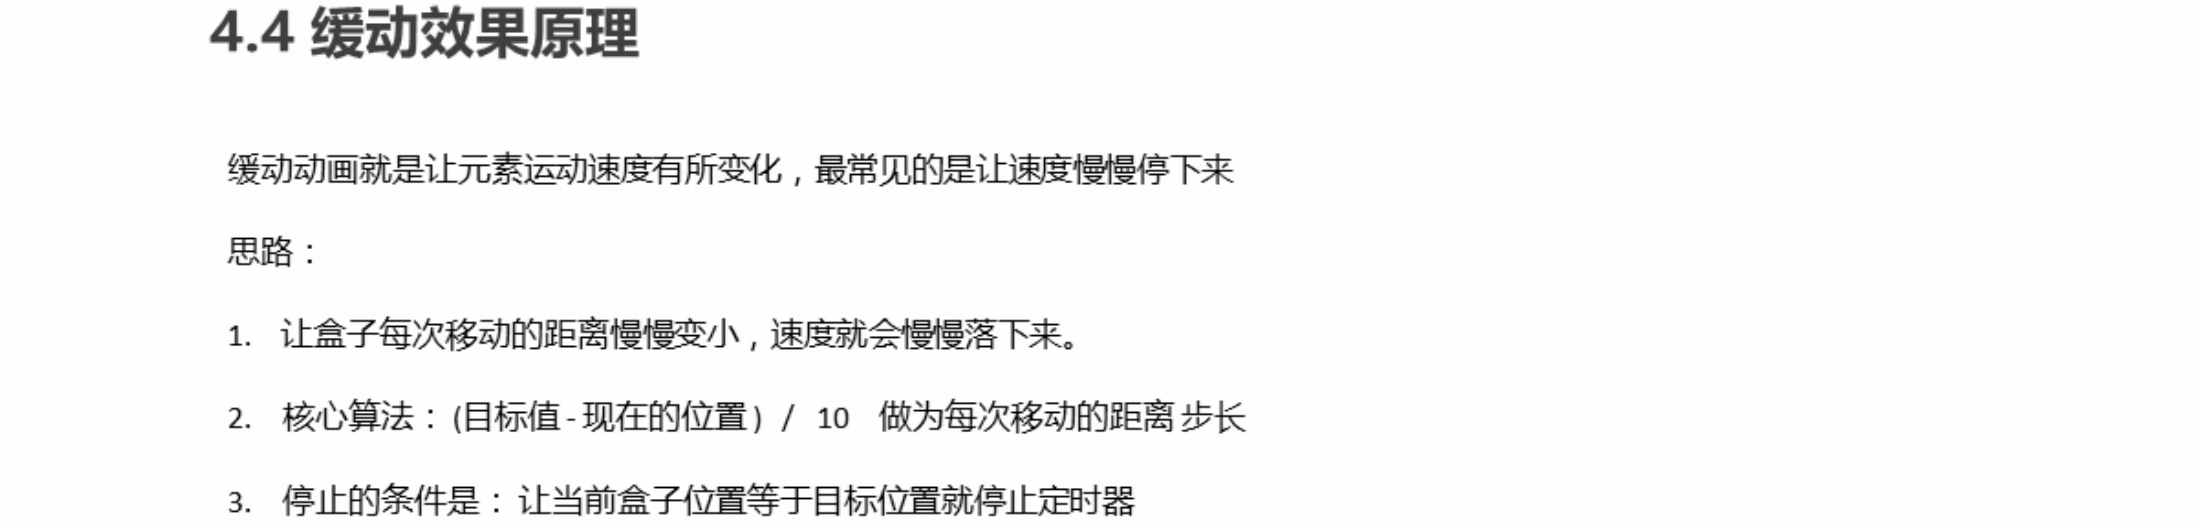 4.4 缓动效果原理
缓动动画就是让元素运动速度有所变化，最常见的是让速度慢慢停下来
思路：
1. 让盒子每次移动的距离慢慢变小，速度就会慢慢落下来。
2. 核心算法：(目标值 - 现在的位置) / 10 做为每次移动的距离 步长
3. 停止的条件是：让当前盒子位置等于目标位置就停止定时器